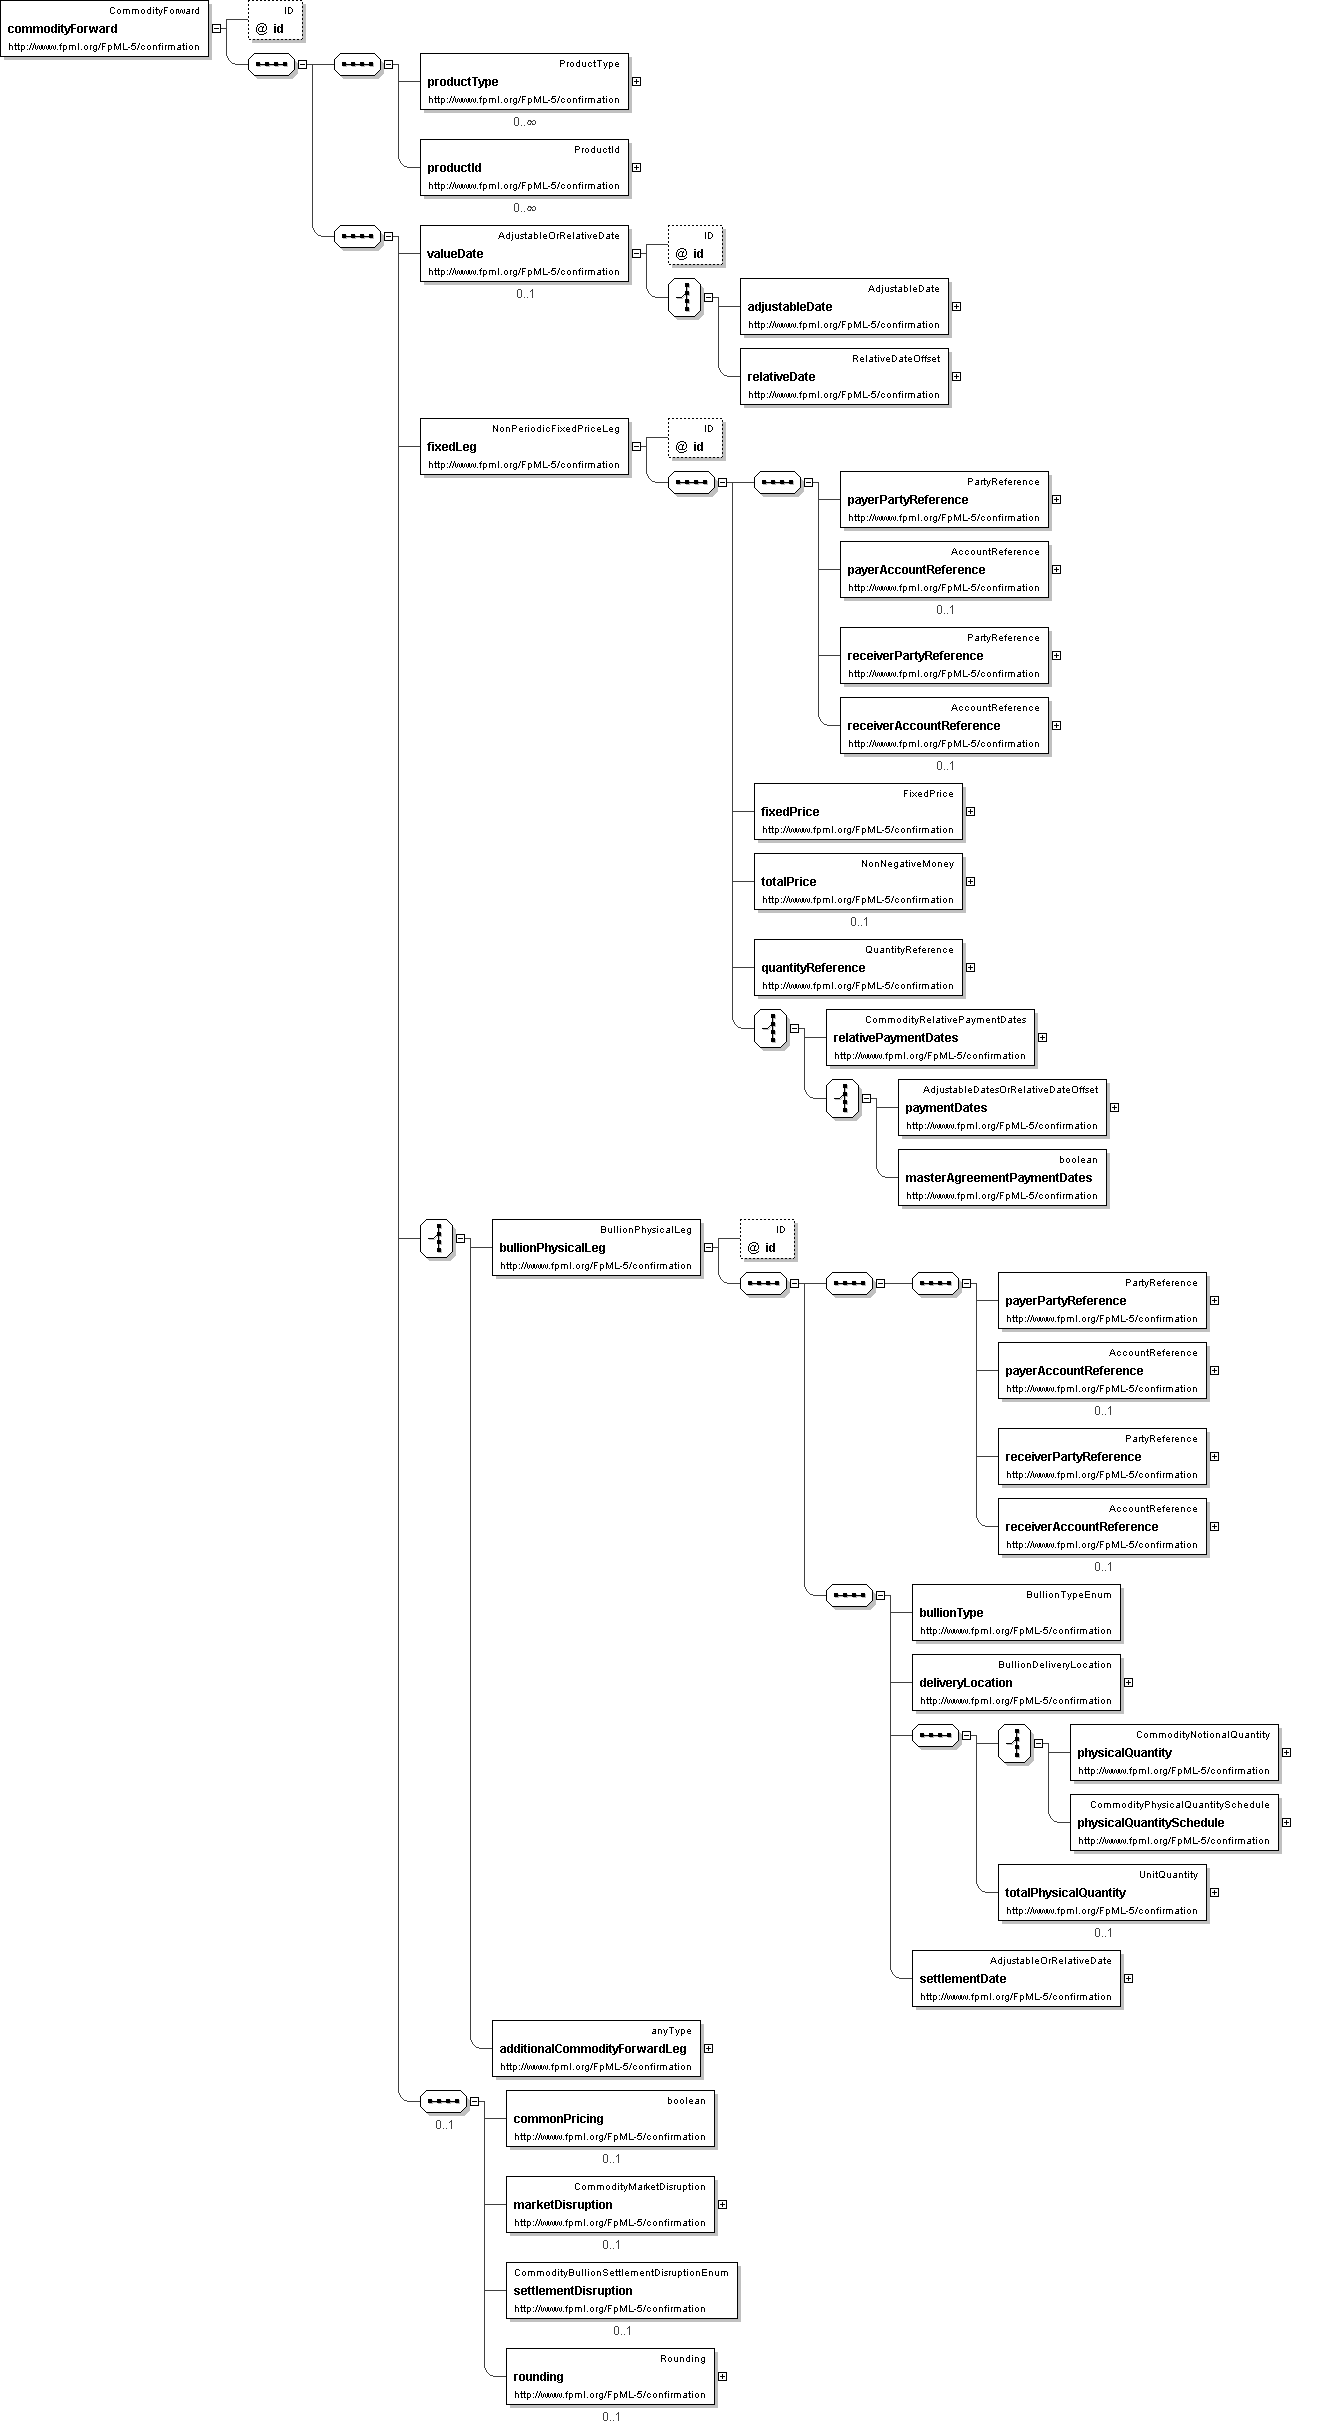 CommodityForward
commodityForward
http://www.fpml.org/FpML-5/confirmation
ID
@ id
ProductType
productType
http://www.fpml.org/FpML-5/confirmation
0..∞
ProductId
productId
http://www.fpml.org/FpML-5/confirmation
0..∞
AdjustableOrRelativeDate
valueDate
http://www.fpml.org/FpML-5/confirmation
0..1
ID
@ id
AdjustableDate
adjustableDate
http://www.fpml.org/FpML-5/confirmation
RelativeDateOffset
relativeDate
http://www.fpml.org/FpML-5/confirmation
NonPeriodicFixedPriceLeg
fixedLeg
http://www.fpml.org/FpML-5/confirmation
ID
@ id
PartyReference
payerPartyReference
http://www.fpml.org/FpML-5/confirmation
AccountReference
payerAccountReference
http://www.fpml.org/FpML-5/confirmation
0..1
PartyReference
receiverPartyReference
http://www.fpml.org/FpML-5/confirmation
AccountReference
receiverAccountReference
http://www.fpml.org/FpML-5/confirmation
0..1
FixedPrice
fixedPrice
http://www.fpml.org/FpML-5/confirmation
NonNegativeMoney
totalPrice
http://www.fpml.org/FpML-5/confirmation
0..1
QuantityReference
quantityReference
http://www.fpml.org/FpML-5/confirmation
CommodityRelativePaymentDates
relativePaymentDates
http://www.fpml.org/FpML-5/confirmation
AdjustableDatesOrRelativeDateOffset
paymentDates
http://www.fpml.org/FpML-5/confirmation
boolean
masterAgreementPaymentDates
http://www.fpml.org/FpML-5/confirmation
BullionPhysicalLeg
bullionPhysicalLeg
http://www.fpml.org/FpML-5/confirmation
ID
@ id
PartyReference
payerPartyReference
http://www.fpml.org/FpML-5/confirmation
AccountReference
payerAccountReference
http://www.fpml.org/FpML-5/confirmation
0..1
PartyReference
receiverPartyReference
http://www.fpml.org/FpML-5/confirmation
AccountReference
receiverAccountReference
http://www.fpml.org/FpML-5/confirmation
0..1
BullionTypeEnum
bullionType
http://www.fpml.org/FpML-5/confirmation
BullionDeliveryLocation
deliveryLocation
http://www.fpml.org/FpML-5/confirmation
CommodityNotionalQuantity
physicalQuantity
http://www.fpml.org/FpML-5/confirmation
CommodityPhysicalQuantitySchedule
physicalQuantitySchedule
http://www.fpml.org/FpML-5/confirmation
UnitQuantity
totalPhysicalQuantity
http://www.fpml.org/FpML-5/confirmation
0..1
AdjustableOrRelativeDate
settlementDate
http://www.fpml.org/FpML-5/confirmation
anyType
additionalCommodityForwardLeg
http://www.fpml.org/FpML-5/confirmation
0..1
boolean
commonPricing
http://www.fpml.org/FpML-5/confirmation
0..1
CommodityMarketDisruption
marketDisruption
http://www.fpml.org/FpML-5/confirmation
0..1
CommodityBullionSettlementDisruptionEnum
settlementDisruption
http://www.fpml.org/FpML-5/confirmation
0..1
Rounding
rounding
http://www.fpml.org/FpML-5/confirmation
0..1